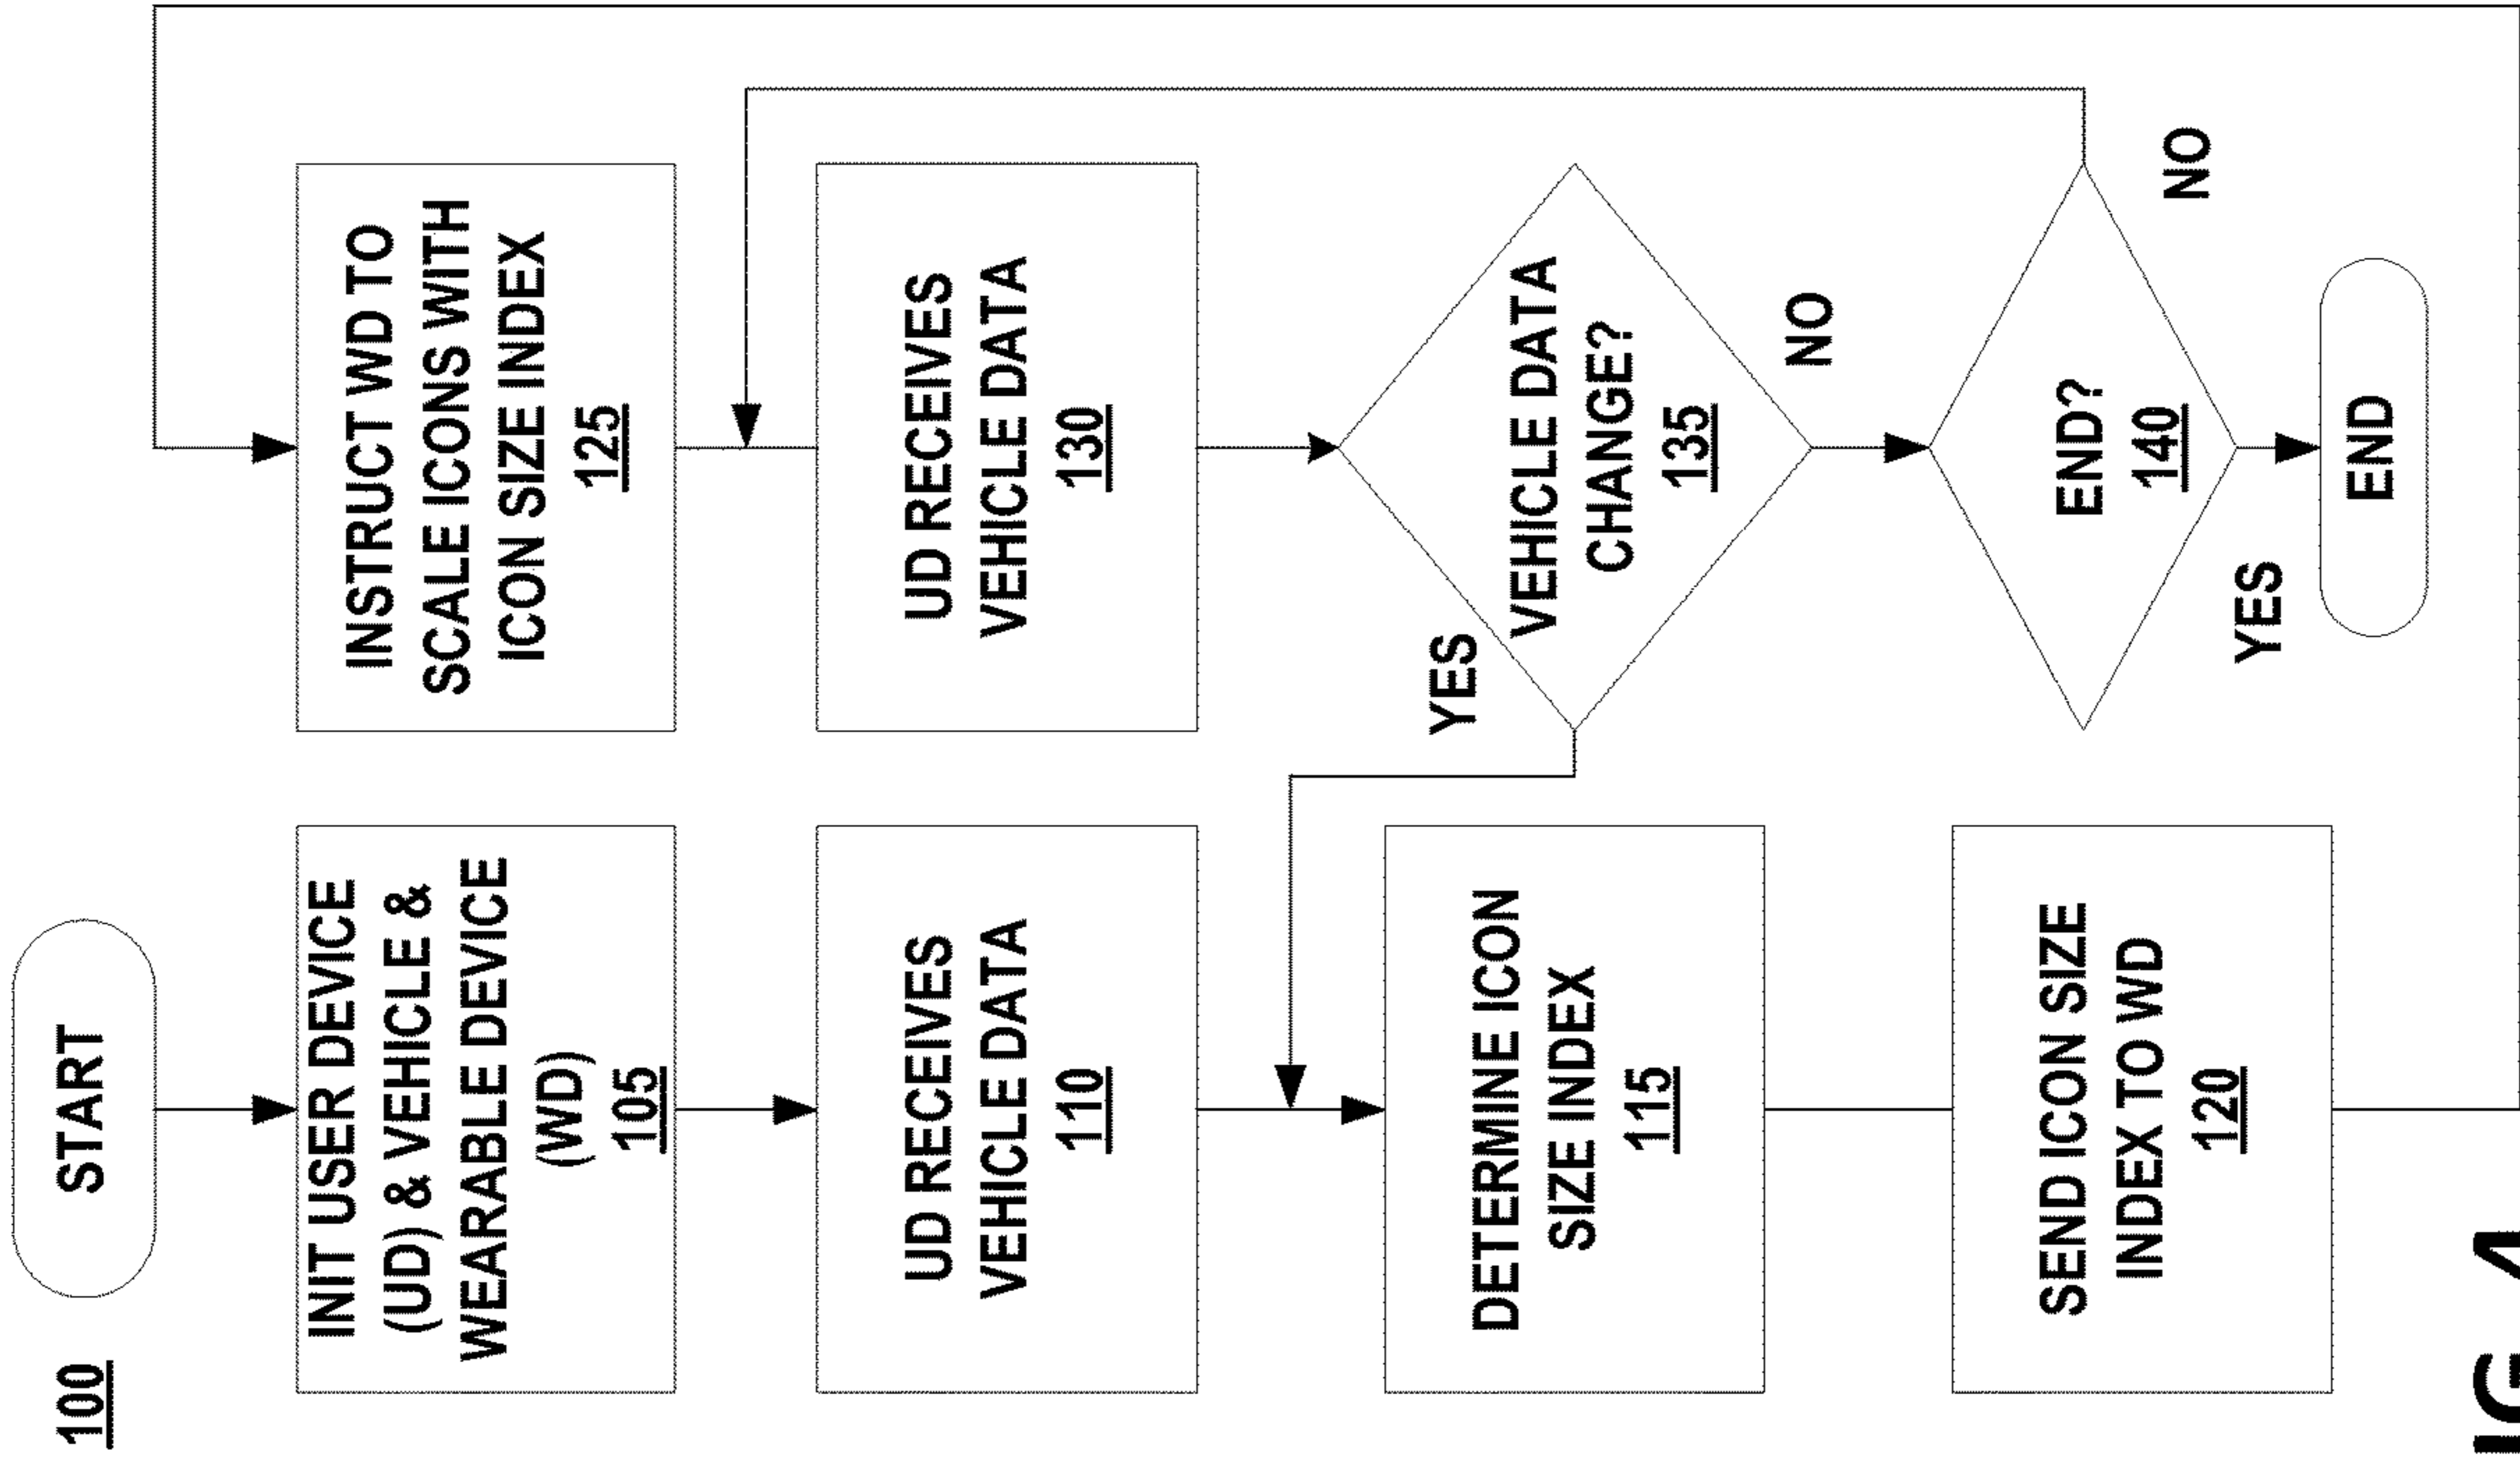 100
START
INIT USER DEVICE
(UD) & VEHICLE &
WEARABLE DEVICE
(WD)
105
UD RECEIVES
VEHICLE DATA
110
DETERMINE ICON
SIZE INDEX
115
SEND ICON SIZE
INDEX TO WD
120
INSTRUCT WD TO
SCALE ICONS WITH
ICON SIZE INDEX
125
UD RECEIVES
VEHICLE DATA
130
YES
VEHICLE DATA
CHANGE?
135
NO
END?
140
NO
YES
END